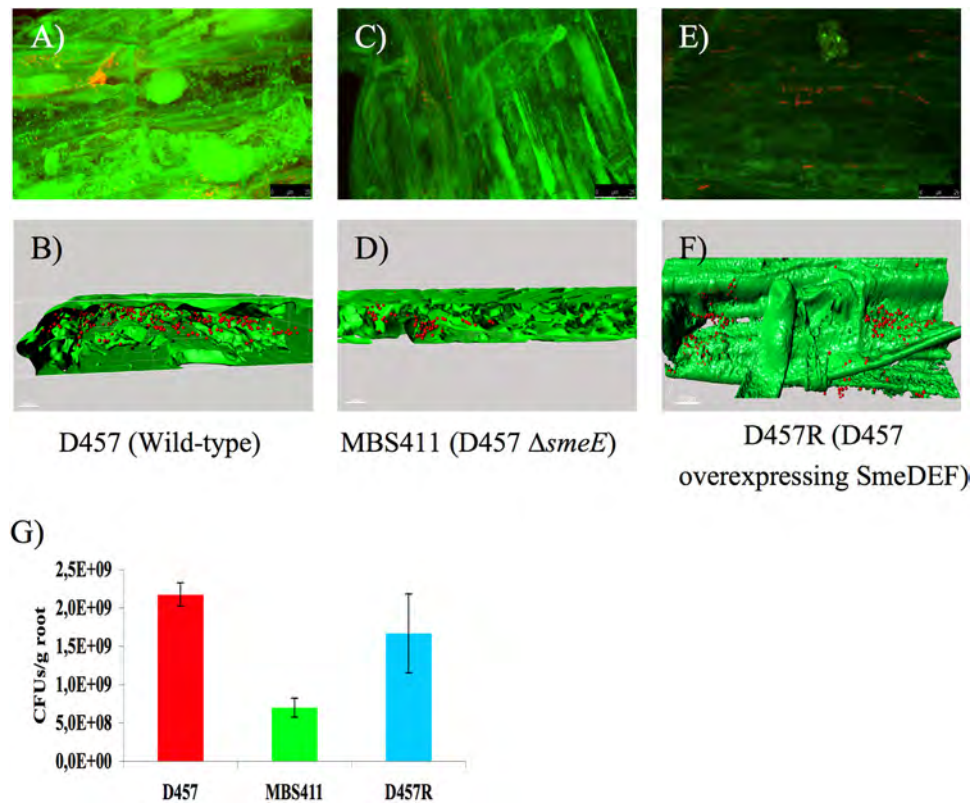 A)
C)
E)
B)
D)
F)
D457 (Wild-type)
MBS411 (D457 ΔsmeE)
D457R (D457
overexpressing SmeDEF)
G)
CFUs/g root
2,5E+09
2,0E+09
1,5E+09
1,0E+09
5,0E+08
0,0E+00
D457
MBS411
D457R